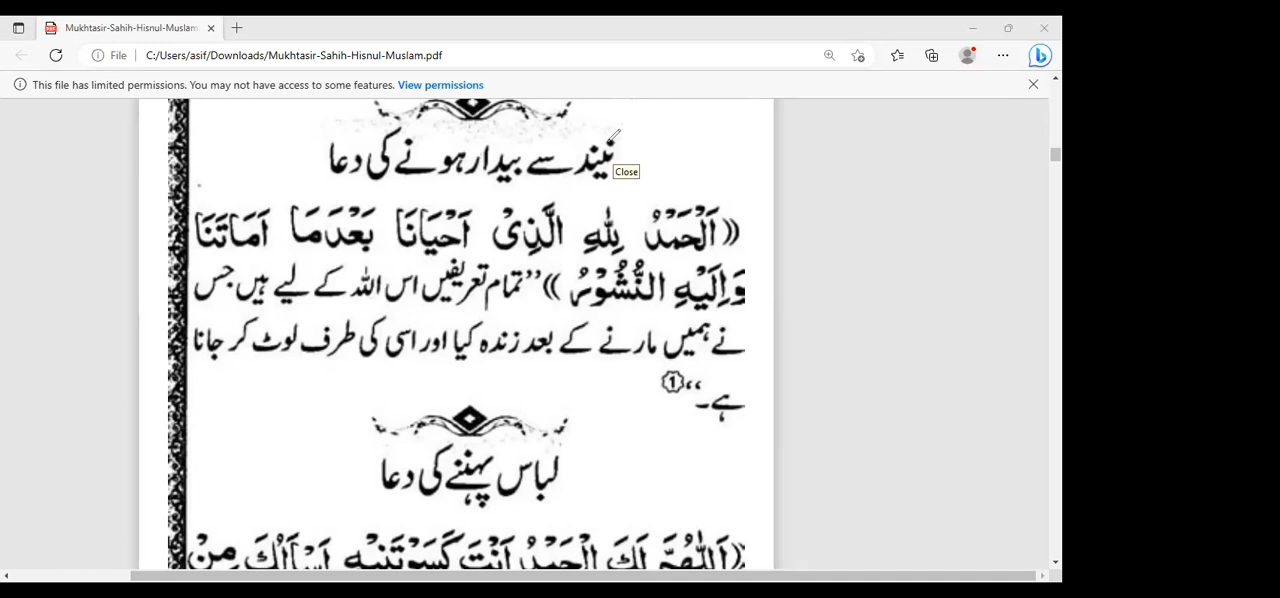 Mukhtasir-Sahih-Hisnul-Muslam
File
C:/Users/asif/Downloads/Mukhtasir-Sahih-Hisnul-Muslam.pdf
This file has limited permissions. You may not have access to some features. View permissions
نیند سے بیدار ہونے کی دعا
Close
((اَلْحَمْدُ لِلّٰهِ الَّذِیْ اَحْیَانَا بَعْدَمَا اَمَاتَنَا
وَاِلَیْهِ النُّشُوْرُ)) ”تمام تعریفیں اس اللہ کے لیے ہیں جس
نے ہمیں مارنے کے بعد زندہ کیا اور اسی کی طرف لوٹ کر جانا
ہے۔“ ①
لباس پہننے کی دعا
((اَللّٰهُمَّ لَكَ الْحَمْدُ اَنْتَ كَسَوْتَنِیْهِ اَسْاَلُكَ مِنْ